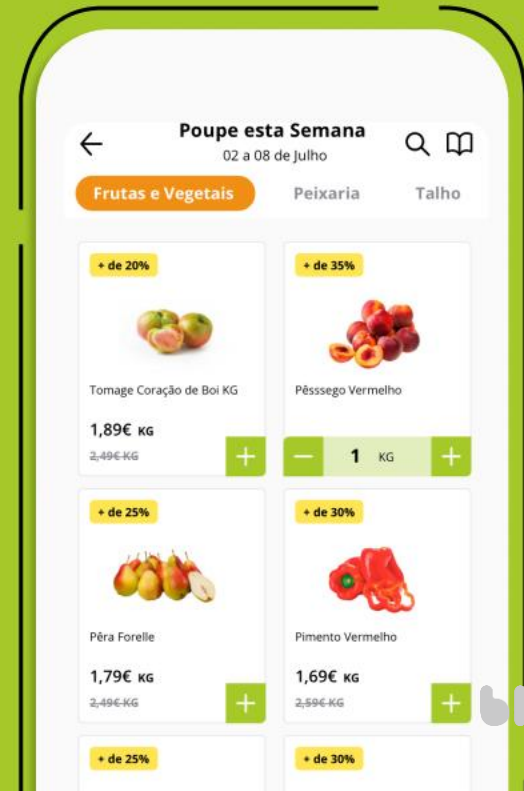 Poupe esta Semana
02 a 08 de Julho
Frutas e Vegetais Peixaria Talho
+ de 20%
Tomage Coração de Boi KG
1,89€ KG
2,49€ KG
+ de 35%
Pêsssego Vermelho
1 KG
+ de 25%
Pêra Forelle
1,79€ KG
2,49€ KG
+ de 30%
Pimento Vermelho
1,69€ KG
2,59€ KG
+ de 25%
+ de 30%